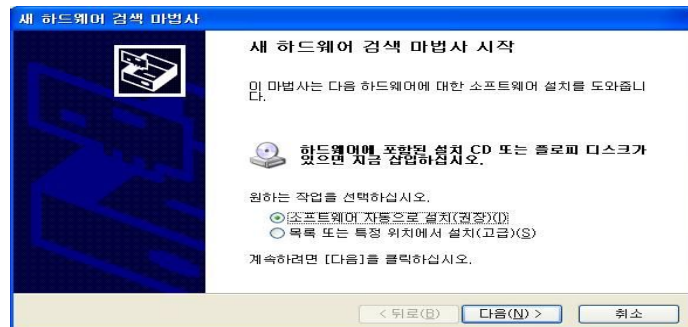 새 하드웨어 검색 마법사
새 하드웨어 검색 마법사 시작
이 마법사는 다음 하드웨어에 대한 소프트웨어 설치를 도와줍니
다.
하드웨어에 포함된 설치 CD 또는 플로피 디스크가
있으면 지금 삽입하십시오.
원하는 작업을 선택하십시오.
소프트웨어 자동으로 설치(권장)(I)
목록 또는 특정 위치에서 설치(고급)(S)
계속하려면 [다음]을 클릭하십시오.
< 뒤로(B) 다음(N) > 취소